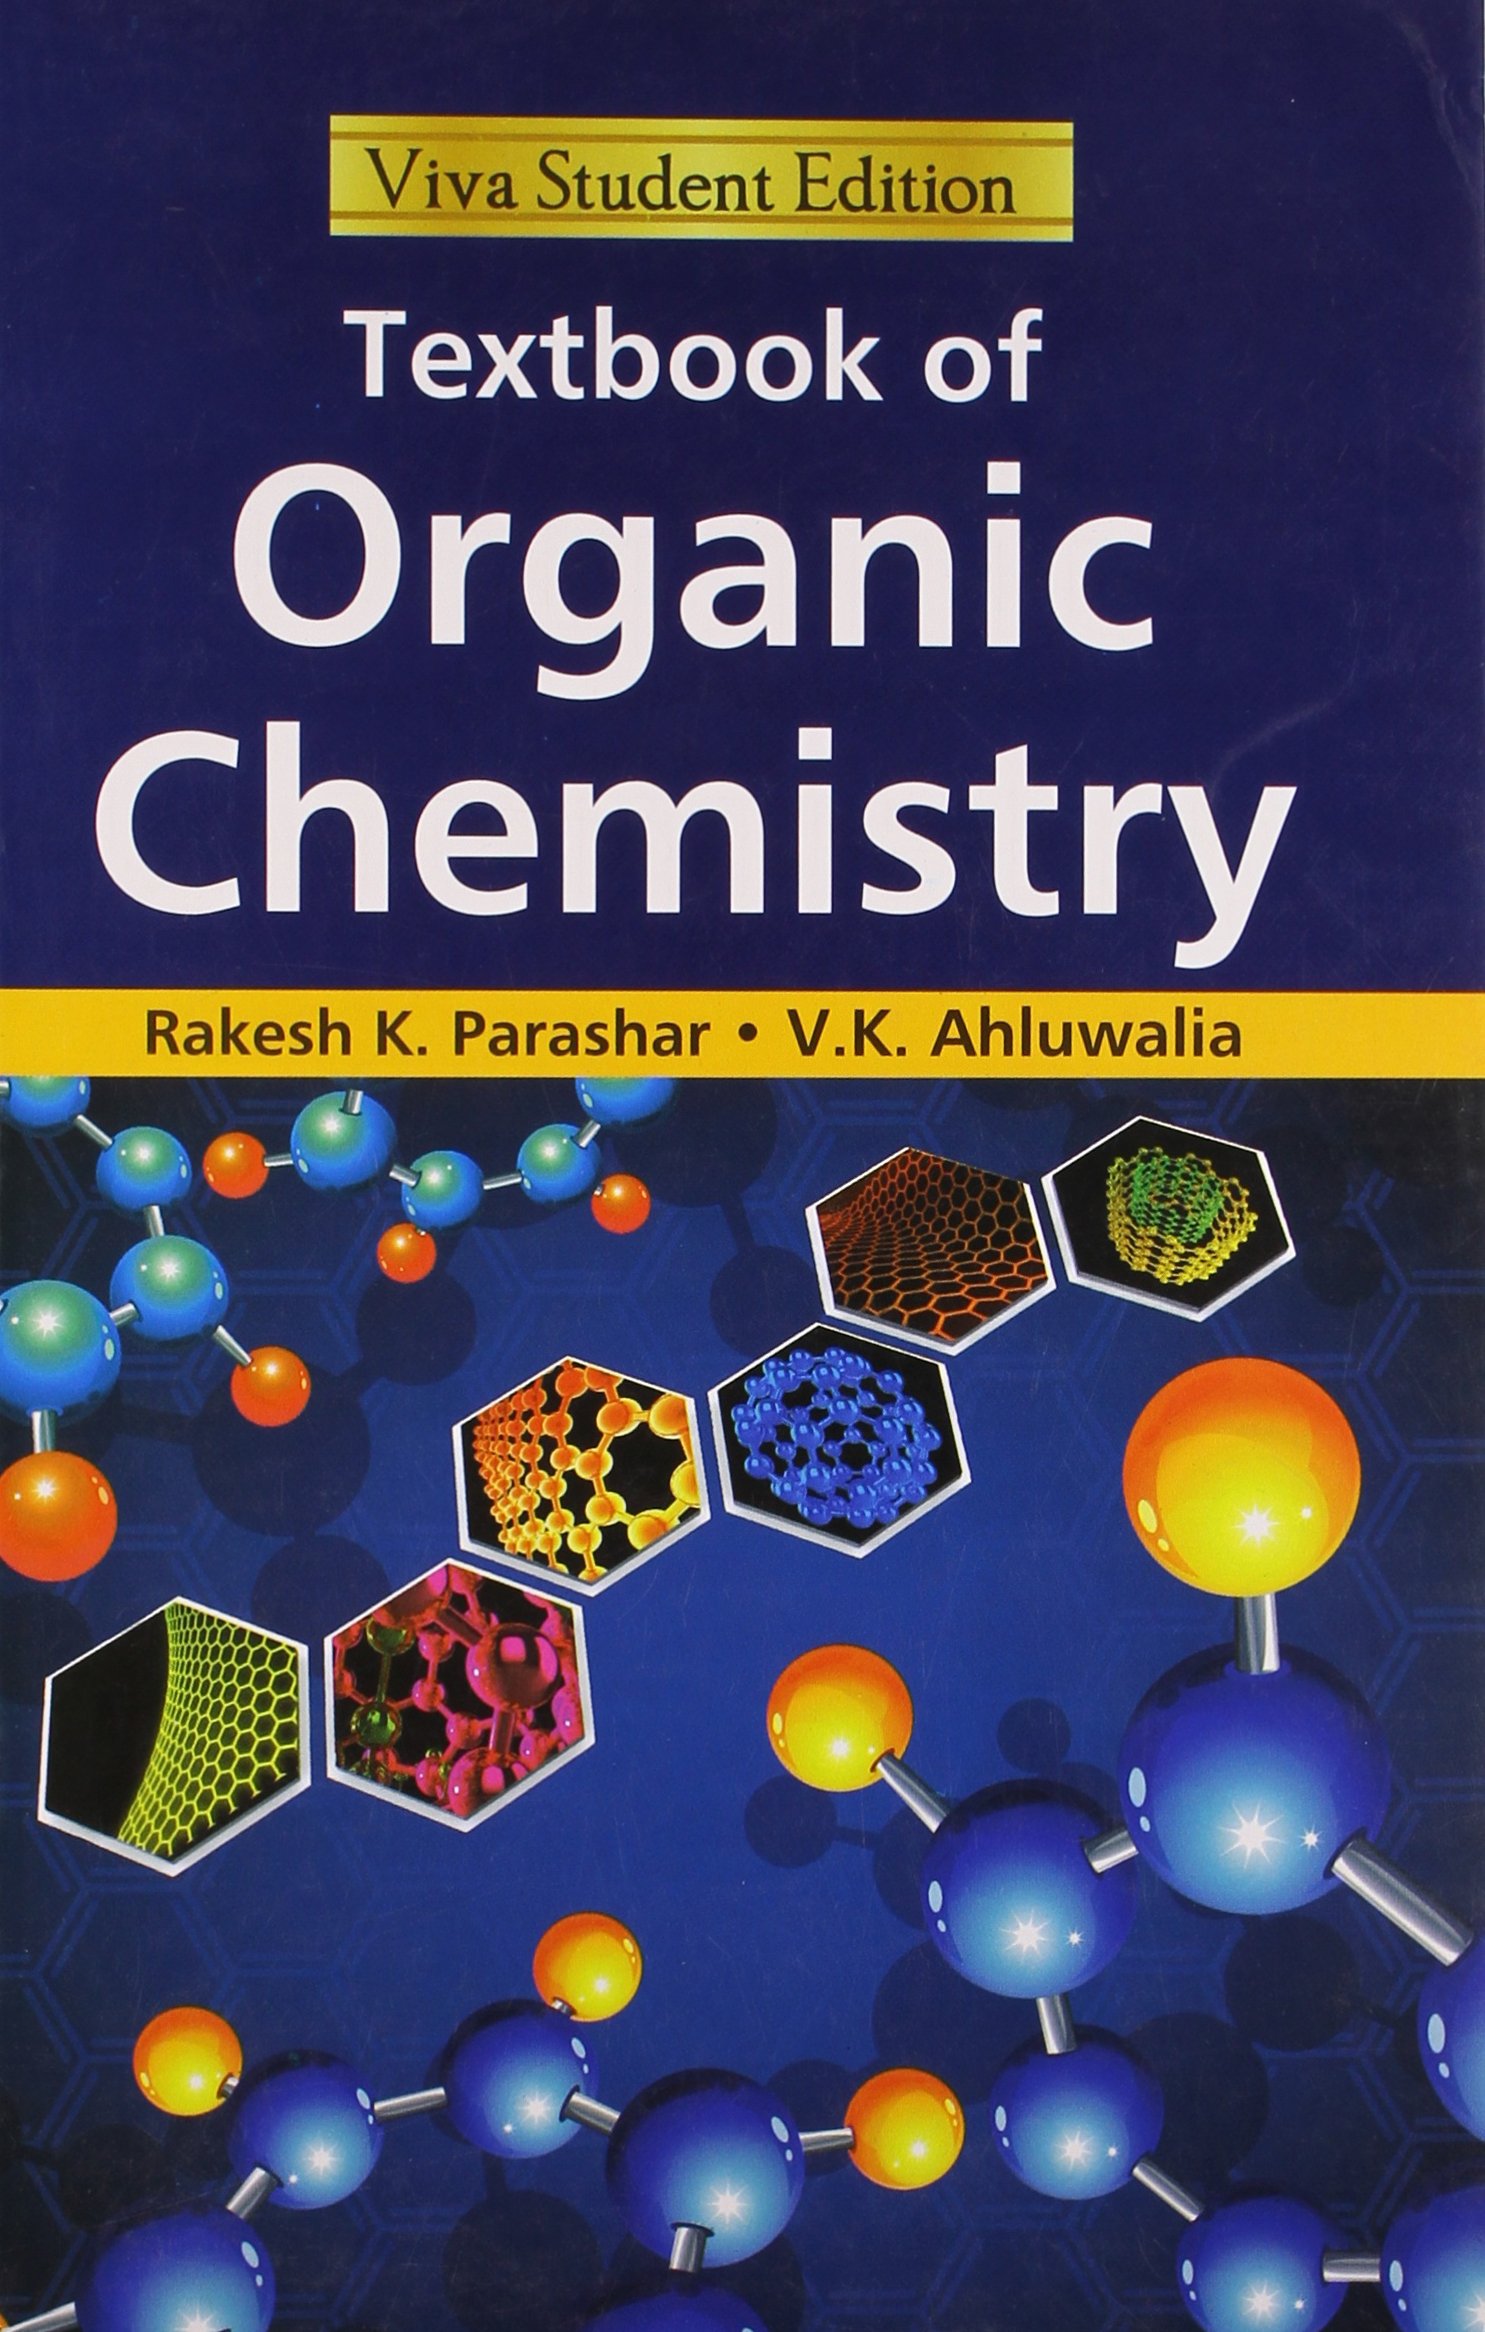 Viva Student Edition
Textbook of
Organic
Chemistry
Rakesh K. Parashar • V.K. Ahluwalia